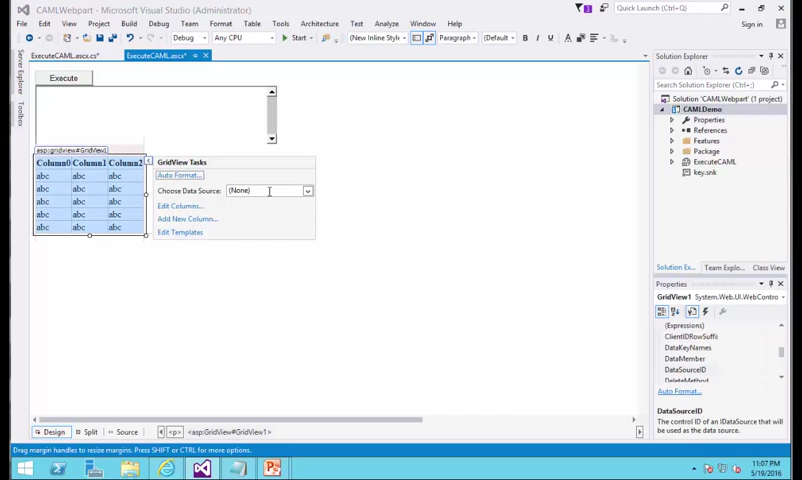 CAMLWebpart - Microsoft Visual Studio (Administrator)
Quick Launch (Ctrl+Q)
FILE EDIT VIEW PROJECT BUILD DEBUG TEAM FORMAT TABLE TOOLS ARCHITECTURE TEST ANALYZE WINDOW HELP
Sign in
Debug Any CPU Start (New Inline Style) Paragraph (Default) B I U A
ExecuteCAML.ascx.cs* ExecuteCAML.ascx*
Server Explorer
Toolbox
Execute
asp:gridview#GridView1
Column0 Column1 Column2
abc abc abc
abc abc abc
abc abc abc
abc abc abc
abc abc abc
GridView Tasks
Auto Format...
Choose Data Source: (None)
Edit Columns...
Add New Column...
Edit Templates
Solution Explorer
Search Solution Explorer (Ctrl+;)
Solution 'CAMLWebpart' (1 project)
CAMLDemo
Properties
References
Features
Package
ExecuteCAML
key.snk
Solution Ex... Team Explo... Class View
Properties
GridView1 System.Web.UI.WebContro
(Expressions)
ClientIDRowSuffix
DataKeyNames
DataMember
DataSourceID
DeleteMethod
Auto Format...
DataSourceID
The control ID of an IDataSource that will be used as the data source.
Design Split Source <p> <asp:GridView#GridView1>
Drag margin handles to resize margins. Press SHIFT or CTRL for more options.
11:07 PM
5/19/2016